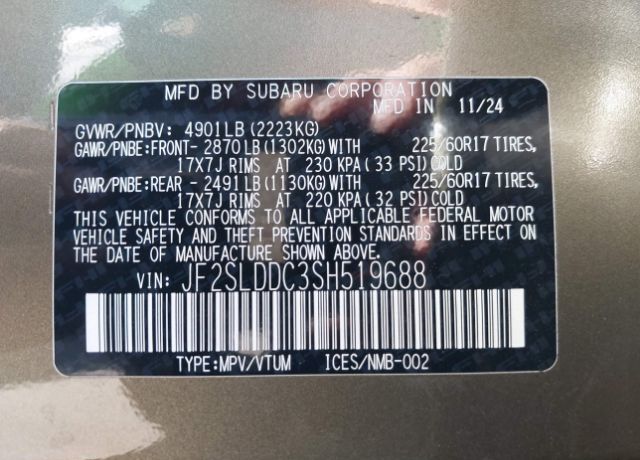 MFD BY SUBARU CORPORATION
MFD IN 11/24
GVWR/PNBV: 4901LB (2223KG)
GAWR/PNBE:FRONT- 2870LB (1302KG)WITH 225/60R17 TIRES,
17X7J RIMS AT 230 KPA( 33 PSI)COLD
GAWR/PNBE:REAR - 2491LB (1130KG)WITH 225/60R17 TIRES,
17X7J RIMS AT 220 KPA( 32 PSI)COLD
THIS VEHICLE CONFORMS TO ALL APPLICABLE FEDERAL MOTOR
VEHICLE SAFETY AND THEFT PREVENTION STANDARDS IN EFFECT
ON THE DATE OF MANUFACTURE SHOWN ABOVE.
VIN: JF2SLDDC3SH519688
TYPE:MPV/VTUM ICES/NMB-002